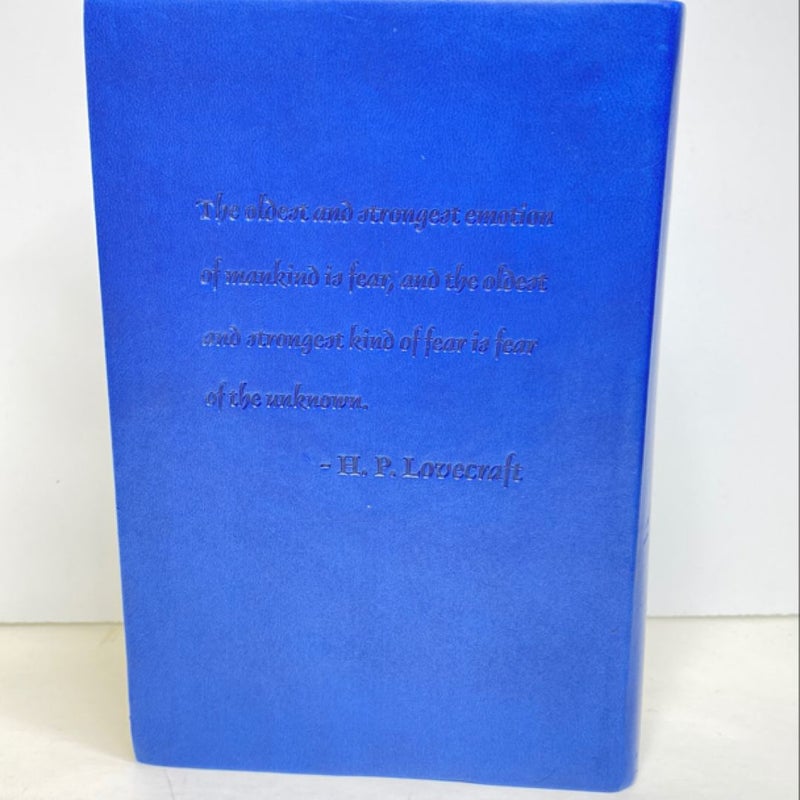 The oldest and strongest emotion
of mankind is fear, and the oldest
and strongest kind of fear is fear
of the unknown.
- H. P. Lovecraft